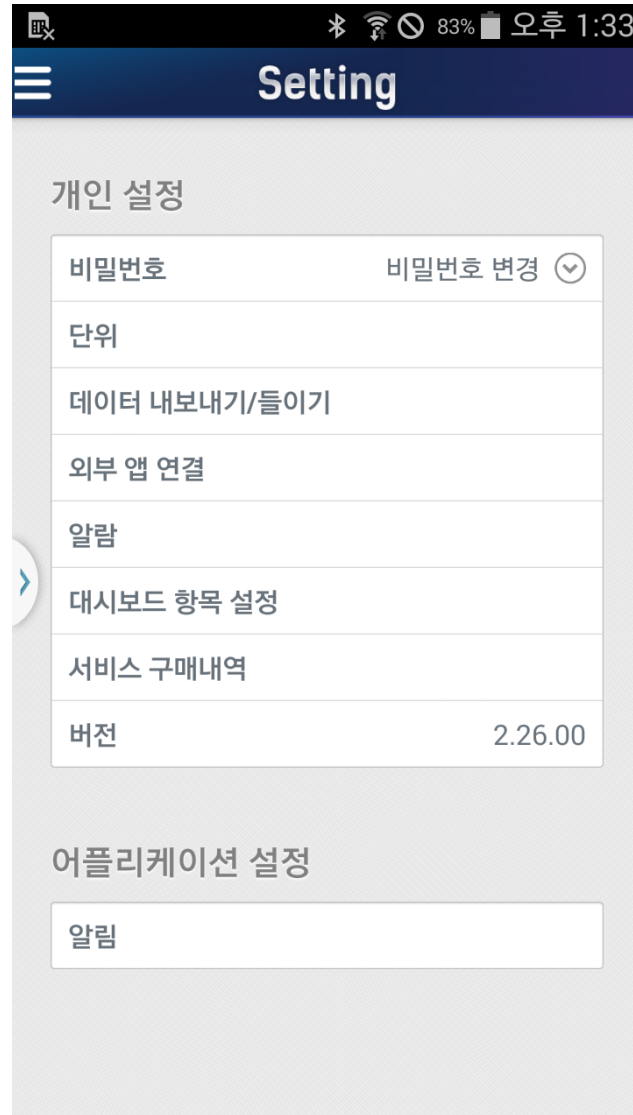 83% 오후 1:33
Setting
개인 설정
비밀번호 비밀번호 변경
단위
데이터 내보내기/들이기
외부 앱 연결
알람
대시보드 항목 설정
서비스 구매내역
버전 2.26.00
어플리케이션 설정
알림